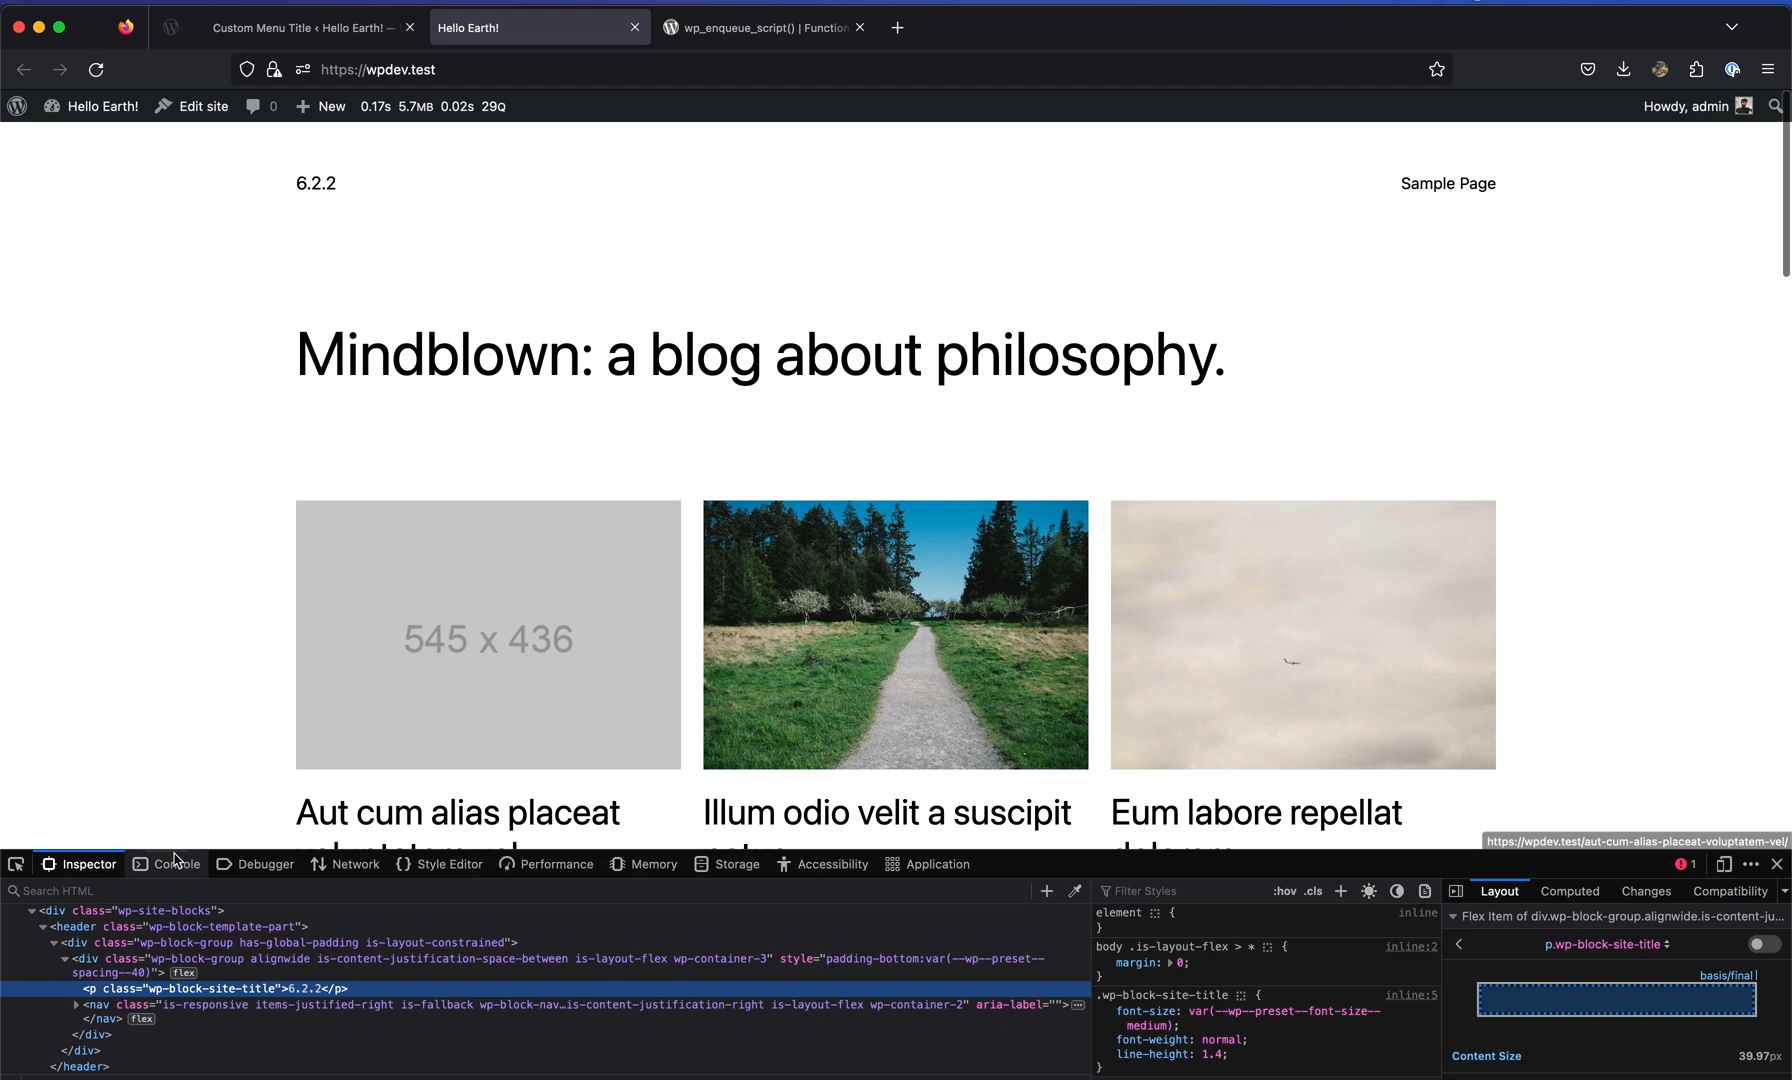 Custom Menu Title ‹ Hello Earth! —
Hello Earth!
wp_enqueue_script() | Function
https://wpdev.test
Hello Earth!
Edit site
0
New
0.17s 5.7MB 0.02s 29Q
Howdy, admin
6.2.2
Sample Page
Mindblown: a blog about philosophy.
545 x 436
Aut cum alias placeat
Illum odio velit a suscipit
Eum labore repellat
https://wpdev.test/aut-cum-alias-placeat-voluptatem-vel/
Inspector
Console
Debugger
Network
Style Editor
Performance
Memory
Storage
Accessibility
Application
1
Search HTML
<div class="wp-site-blocks">
<header class="wp-block-template-part">
<div class="wp-block-group has-global-padding is-layout-constrained">
<div class="wp-block-group alignwide is-content-justification-space-between is-layout-flex wp-container-3" style="padding-bottom:var(--wp--preset--
spacing--40)"> flex
<p class="wp-block-site-title">6.2.2</p>
<nav class="is-responsive items-justified-right is-fallback wp-block-nav…is-content-justification-right is-layout-flex wp-container-2" aria-label="">
</nav> flex
</div>
</div>
</header>
Filter Styles
:hov .cls
element {
inline
}
body .is-layout-flex > * {
inline:2
margin: 0;
}
.wp-block-site-title {
inline:5
font-size: var(--wp--preset--font-size--
medium);
font-weight: normal;
line-height: 1.4;
}
Layout
Computed
Changes
Compatibility
Flex Item of div.wp-block-group.alignwide.is-content-ju...
p.wp-block-site-title
basis/final
Content Size
39.97px